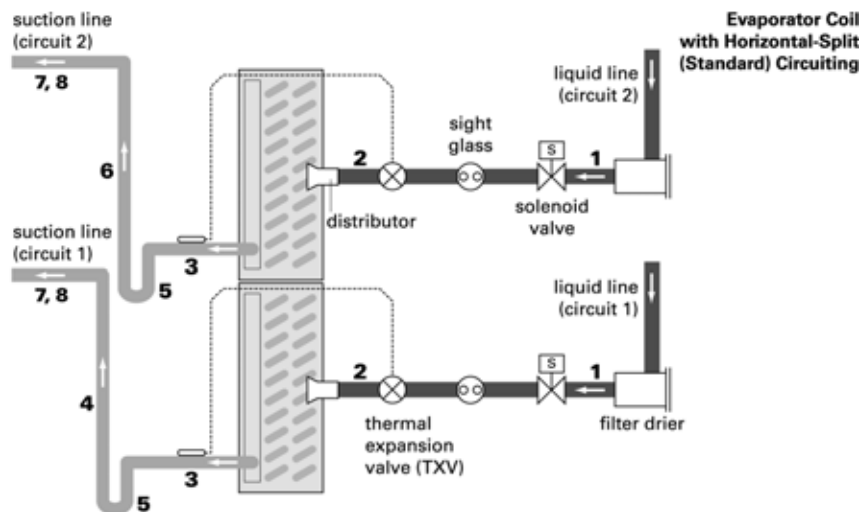 suction line
(circuit 2)
7, 8
6
3
5
2
distributor
sight
glass
S
solenoid
valve
1
liquid line
(circuit 2)
Evaporator Coil
with Horizontal-Split
(Standard) Circuiting
suction line
(circuit 1)
7, 8
4
3
5
2
thermal
expansion
valve (TXV)
S
1
liquid line
(circuit 1)
filter drier